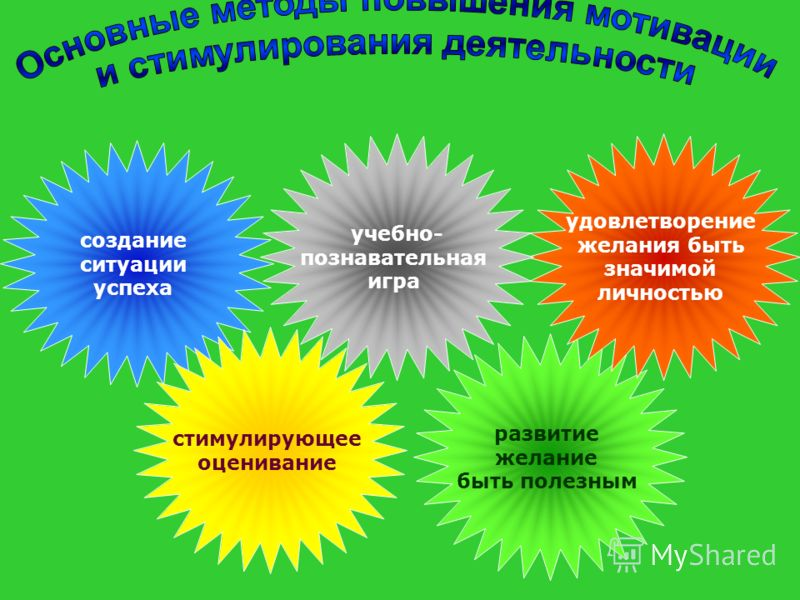 Основные методы повышения мотивации
и стимулирования деятельности
создание
ситуации
успеха
учебно-
познавательная
игра
удовлетворение
желания быть
значимой
личностью
стимулирующее
оценивание
развитие
желание
быть полезным
MyShared